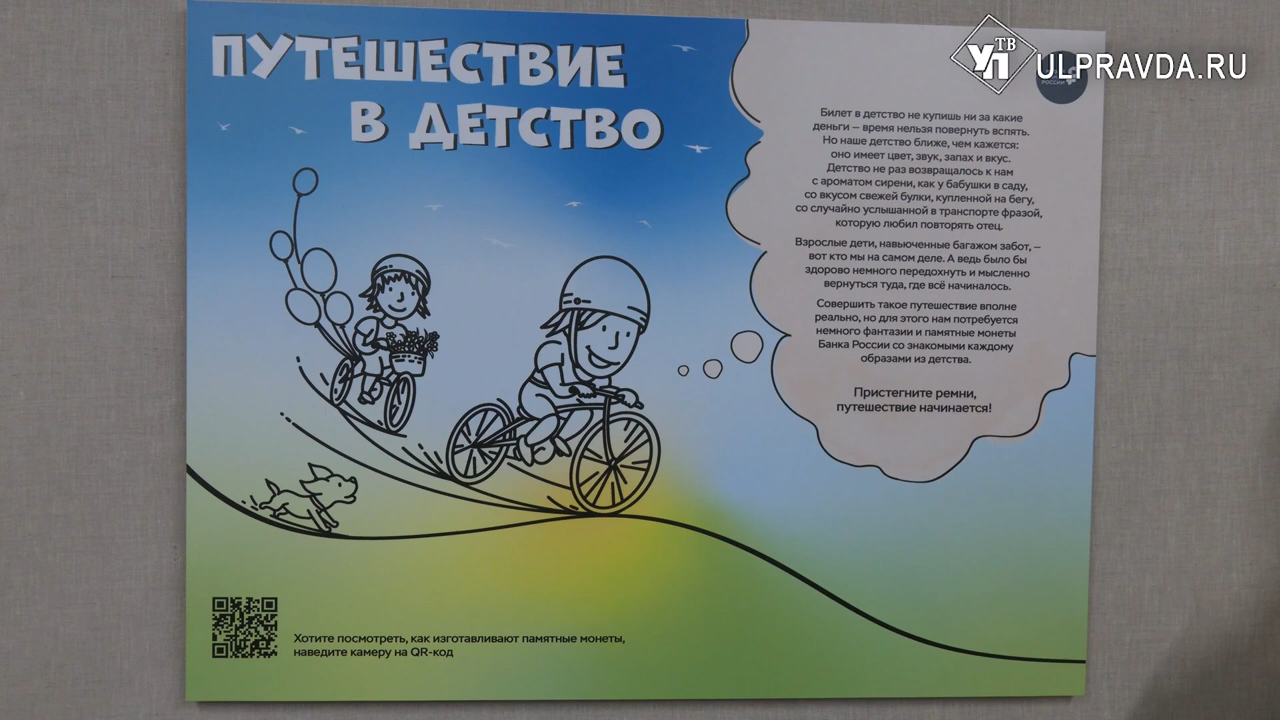 ПУТЕШЕСТВИЕ
В ДЕТСТВО
УП ТВ
ULPRAVDA.RU
РОССИИ
Билет в детство не купишь ни за какие
деньги – время нельзя повернуть вспять.
Но наше детство ближе, чем кажется:
оно имеет цвет, звук, запах и вкус.
Детство не раз возвращалось к нам
с ароматом сирени, как у бабушки в саду,
со вкусом свежей булки, купленной на бегу,
со случайно услышанной в транспорте фразой,
которую любил повторять отец.
Взрослые дети, навьюченные багажом забот, –
вот кто мы на самом деле. А ведь было бы
здорово немного передохнуть и мысленно
вернуться туда, где всё начиналось.
Совершить такое путешествие вполне
реально, но для этого нам потребуется
немного фантазии и памятные монеты
Банка России со знакомыми каждому
образами из детства.
Пристегните ремни,
путешествие начинается!
Хотите посмотреть, как изготавливают памятные монеты,
наведите камеру на QR-код